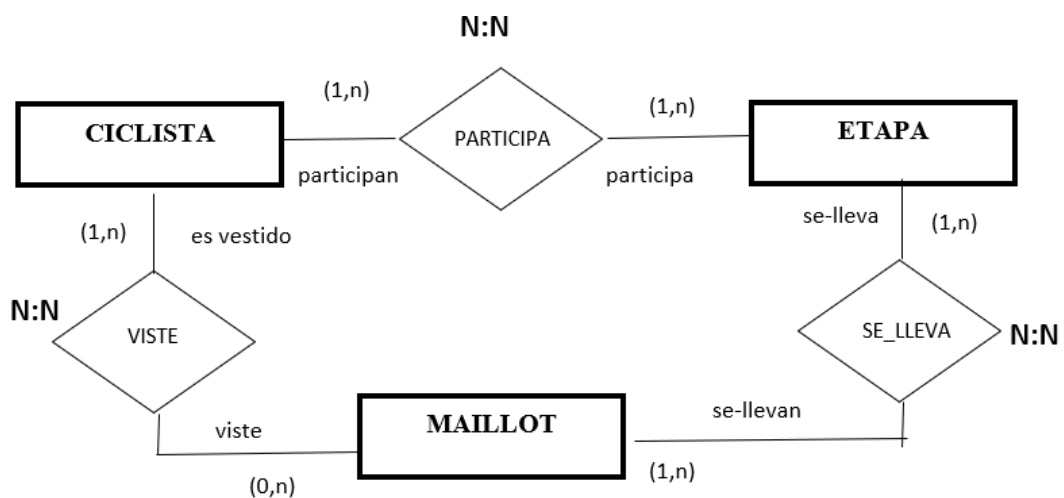 N:N
(1,n)
(1,n)
CICLISTA
PARTICIPA
ETAPA
participan
participa
se-lleva
(1,n)
(1,n)
es vestido
N:N
VISTE
SE_LLEVA
N:N
MAILLOT
se-llevan
viste
(1,n)
(0,n)